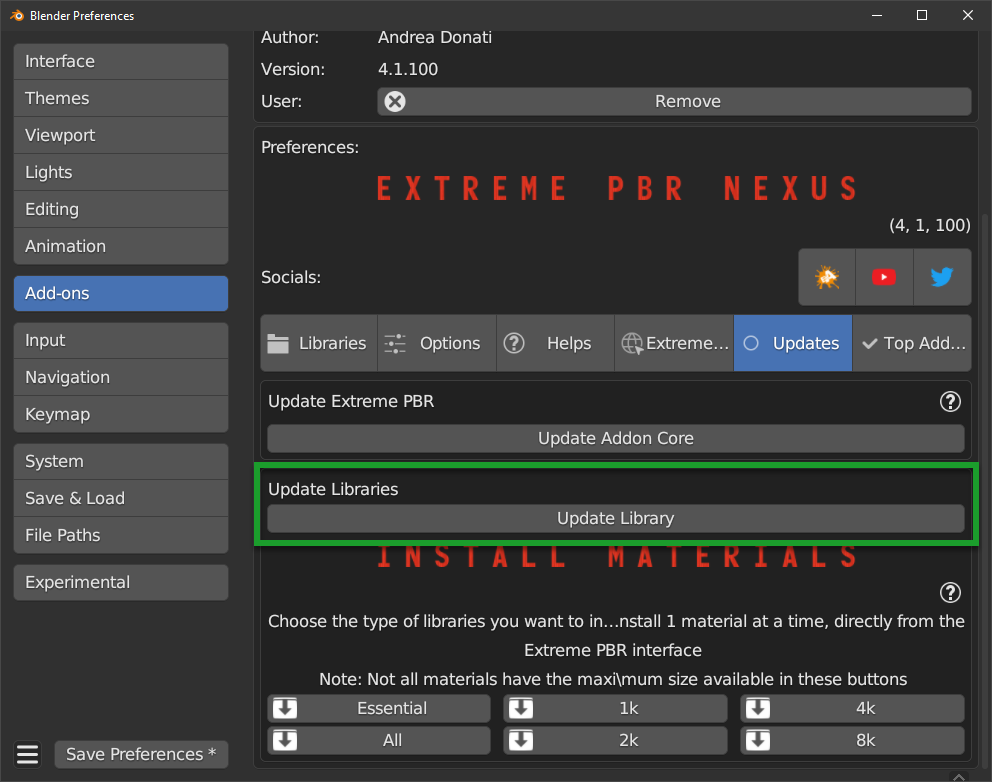 Blender Preferences
Interface
Themes
Viewport
Lights
Editing
Animation
Add-ons
Input
Navigation
Keymap
System
Save & Load
File Paths
Experimental
Save Preferences *
Author: Andrea Donati
Version: 4.1.100
User: Remove
Preferences:
EXTREME PBR NEXUS
(4, 1, 100)
Socials:
Libraries Options Helps Extreme... Updates Top Add...
Update Extreme PBR ?
Update Addon Core
Update Libraries
Update Library
INSTALL MATERIALS
?
Choose the type of libraries you want to in...nstall 1 material at a time, directly from the
Extreme PBR interface
Note: Not all materials have the maxi\mum size available in these buttons
Essential 1k 4k
All 2k 8k